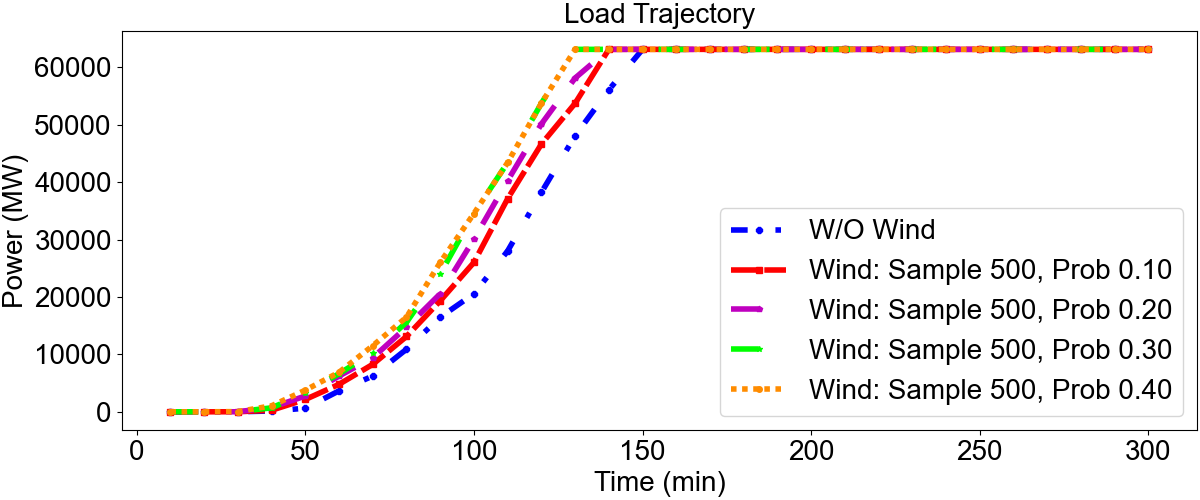 Load Trajectory
Power (MW)
60000
50000
40000
30000
20000
10000
0
W/O Wind
Wind: Sample 500, Prob 0.10
Wind: Sample 500, Prob 0.20
Wind: Sample 500, Prob 0.30
Wind: Sample 500, Prob 0.40
0 50 100 150 200 250 300
Time (min)